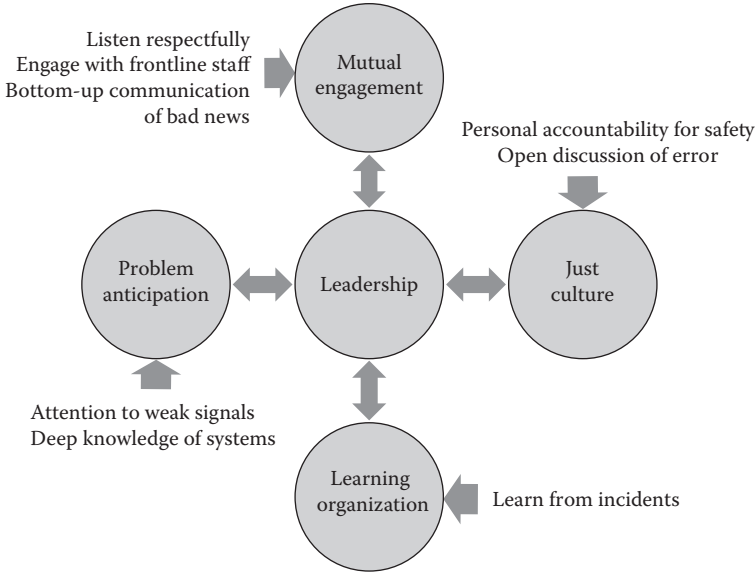 Listen respectfully
Engage with frontline staff
Bottom-up communication
of bad news
Mutual
engagement
Personal accountability for safety
Open discussion of error
Problem
anticipation
Leadership
Just
culture
Attention to weak signals
Deep knowledge of systems
Learning
organization
Learn from incidents